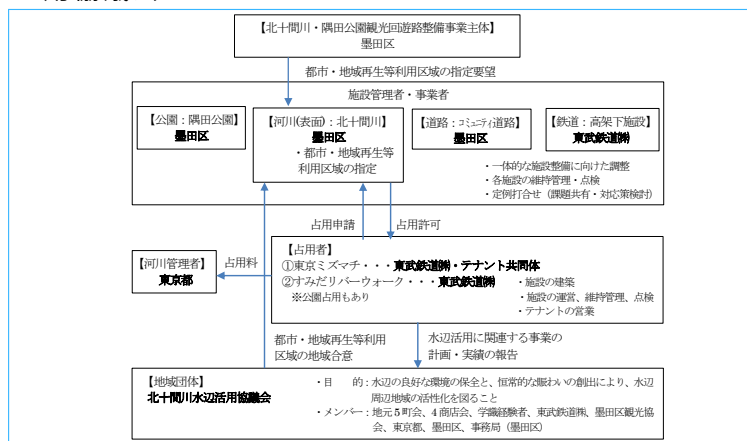 【北十間川・隅田公園観光回遊路整備事業主体】
墨田区
都市・地域再生等利用区域の指定要望
施設管理者・事業者
【公園：隅田公園】
墨田区
【河川(表面)：北十間川】
墨田区
・都市・地域再生等
利用区域の指定
【道路：コミュニティ道路】
墨田区
【鉄道：高架下施設】
東武鉄道㈱
・一体的な施設整備に向けた調整
・各施設の維持管理・点検
・定例打合せ（課題共有・対応策検討）
占用申請
占用許可
【河川管理者】
東京都
占用料
【占用者】
①東京ミズマチ・・・東武鉄道㈱・テナント共同体
②すみだリバーウォーク・・・東武鉄道㈱
※公園占用もあり
・施設の建築
・施設の運営、維持管理、点検
・テナントの営業
都市・地域再生等利用
区域の地域合意
水辺活用に関連する事業の
計画・実績の報告
【地域団体】
北十間川水辺活用協議会
・目　的：水辺の良好な環境の保全と、恒常的な賑わいの創出により、水辺
周辺地域の活性化を図ること
・メンバー：地元5町会、4商店会、学識経験者、東武鉄道㈱、墨田区観光協
会、東京都、墨田区、事務局（墨田区）